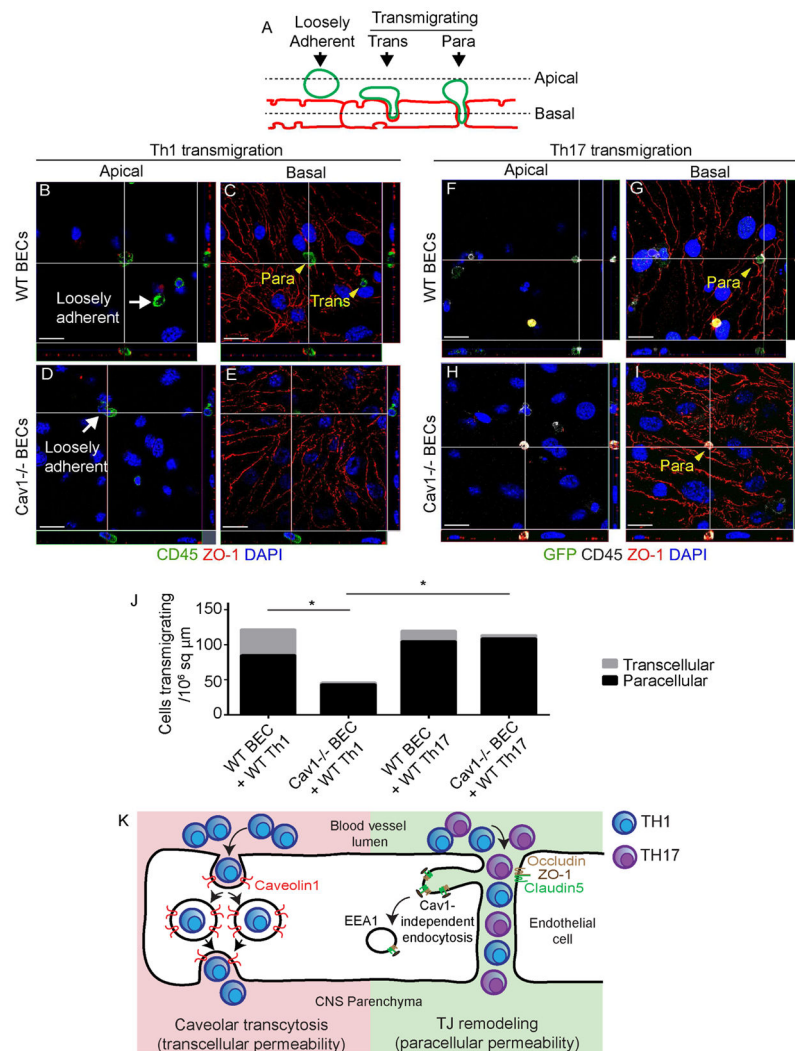 A
Loosely
Adherent
Transmigrating
Trans
Para
Apical
Basal
Th1 transmigration
Th17 transmigration
Apical
Basal
Apical
Basal
WT BECs
B
Loosely
adherent
C
Para
Trans
WT BECs
F
G
Para
Cav1-/- BECs
D
Loosely
adherent
E
Cav1-/- BECs
H
I
Para
CD45 ZO-1 DAPI
GFP CD45 ZO-1 DAPI
J
Cells transmigrating
/10⁶ sq µm
150
100
50
0
*
*
Transcellular
Paracellular
WT BEC
+ WT Th1
Cav1-/- BEC
+ WT Th1
WT BEC
+ WT Th17
Cav1-/- BEC
+ WT Th17
K
Blood vessel
lumen
TH1
TH17
Caveolin1
Occludin
ZO-1
Claudin5
Cav1-
independent
endocytosis
EEA1
Endothelial
cell
CNS Parenchyma
Caveolar transcytosis
(transcellular permeability)
TJ remodeling
(paracellular permeability)